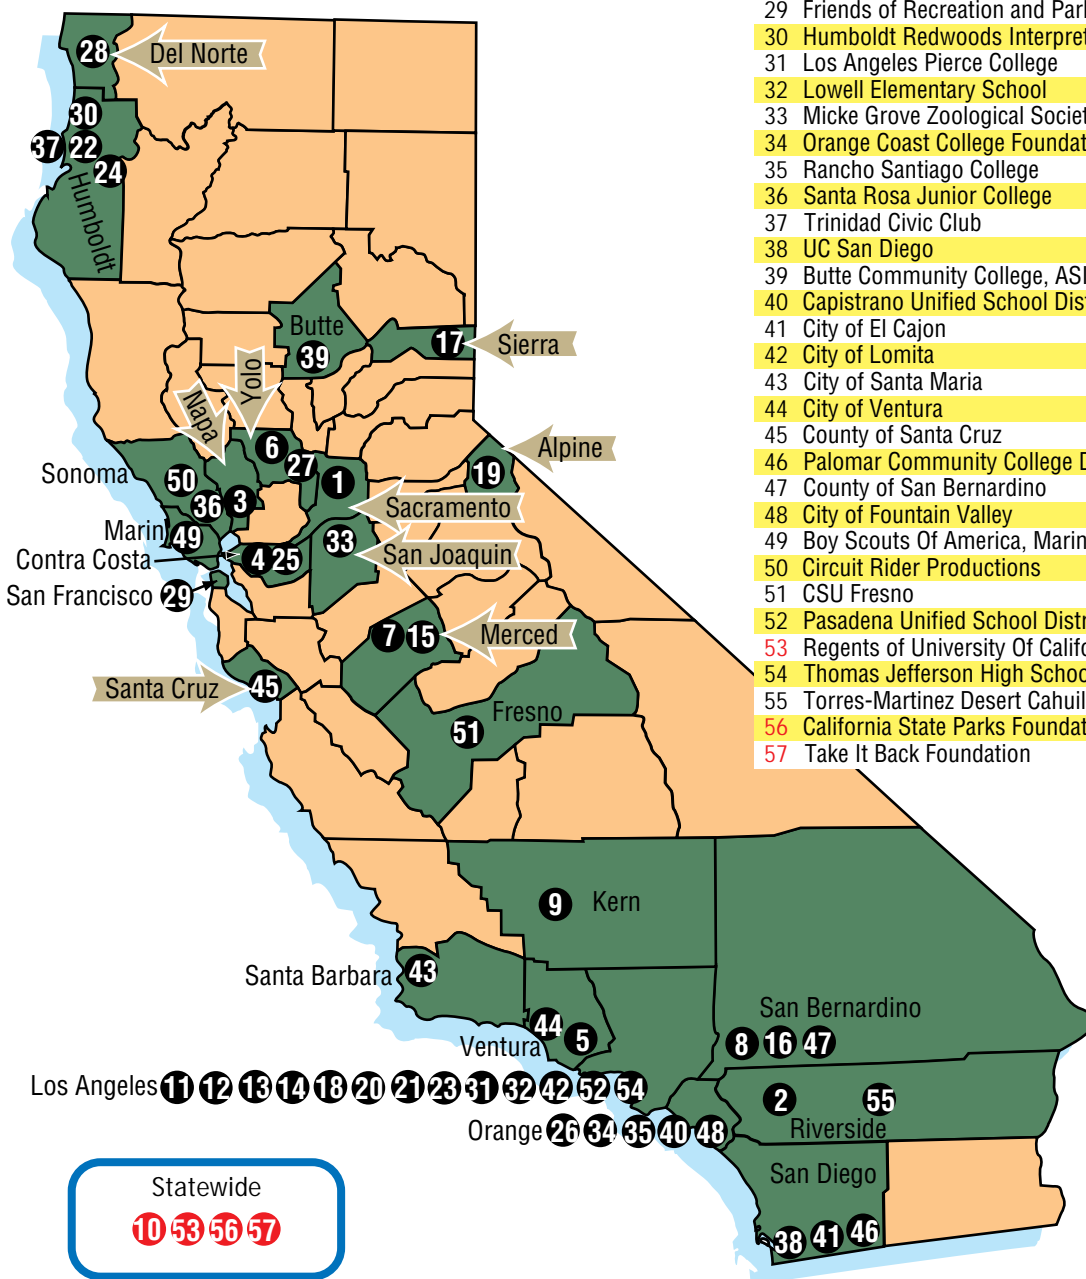 29 Friends of Recreation and Par
30 Humboldt Redwoods Interpret
31 Los Angeles Pierce College
32 Lowell Elementary School
33 Micke Grove Zoological Societ
34 Orange Coast College Foundat
35 Rancho Santiago College
36 Santa Rosa Junior College
37 Trinidad Civic Club
38 UC San Diego
39 Butte Community College, ASI
40 Capistrano Unified School Dist
41 City of El Cajon
42 City of Lomita
43 City of Santa Maria
44 City of Ventura
45 County of Santa Cruz
46 Palomar Community College D
47 County of San Bernardino
48 City of Fountain Valley
49 Boy Scouts Of America, Marin
50 Circuit Rider Productions
51 CSU Fresno
52 Pasadena Unified School Distr
53 Regents of University Of Califo
54 Thomas Jefferson High Schoo
55 Torres-Martinez Desert Cahuil
56 California State Parks Foundat
57 Take It Back Foundation
28 Del Norte
30
37 22
24
Humboldt
Butte
39
17 Sierra
Yolo
Napa
6
27
Alpine
19
Sonoma 50
36 3
1
Sacramento
Marin 49
33
San Joaquin
Contra Costa 4 25
San Francisco 29
7 15 Merced
Santa Cruz 45
Fresno
51
9 Kern
Santa Barbara 43
San Bernardino
8 16 47
44
5
Ventura
Los Angeles 11 12 13 14 18 20 21 23 31 32 42 52 54
2 55
Riverside
Orange 26 34 35 40 48
San Diego
38 41 46
Statewide
10 53 56 57